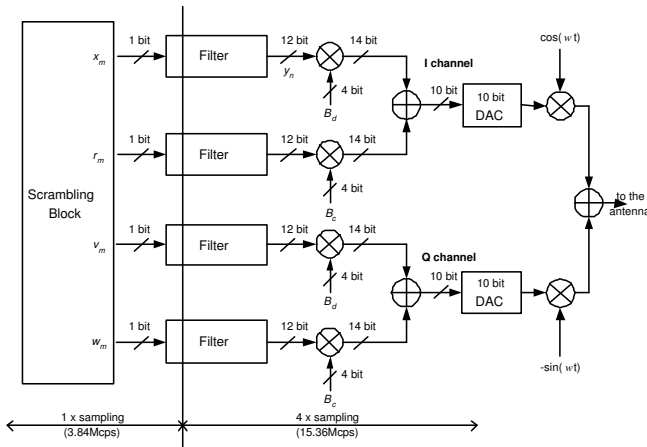 1 bit
Filter
12 bit
14 bit
cos(wt)
x_m
y_n
4 bit
B_d
I channel
10 bit
10 bit
DAC
1 bit
Filter
12 bit
14 bit
r_m
4 bit
B_c
Scrambling
Block
to the
antenna
1 bit
Filter
12 bit
14 bit
v_m
4 bit
B_d
Q channel
10 bit
10 bit
DAC
1 bit
Filter
12 bit
14 bit
w_m
4 bit
B_c
-sin(wt)
1 x sampling
(3.84Mcps)
4 x sampling
(15.36Mcps)